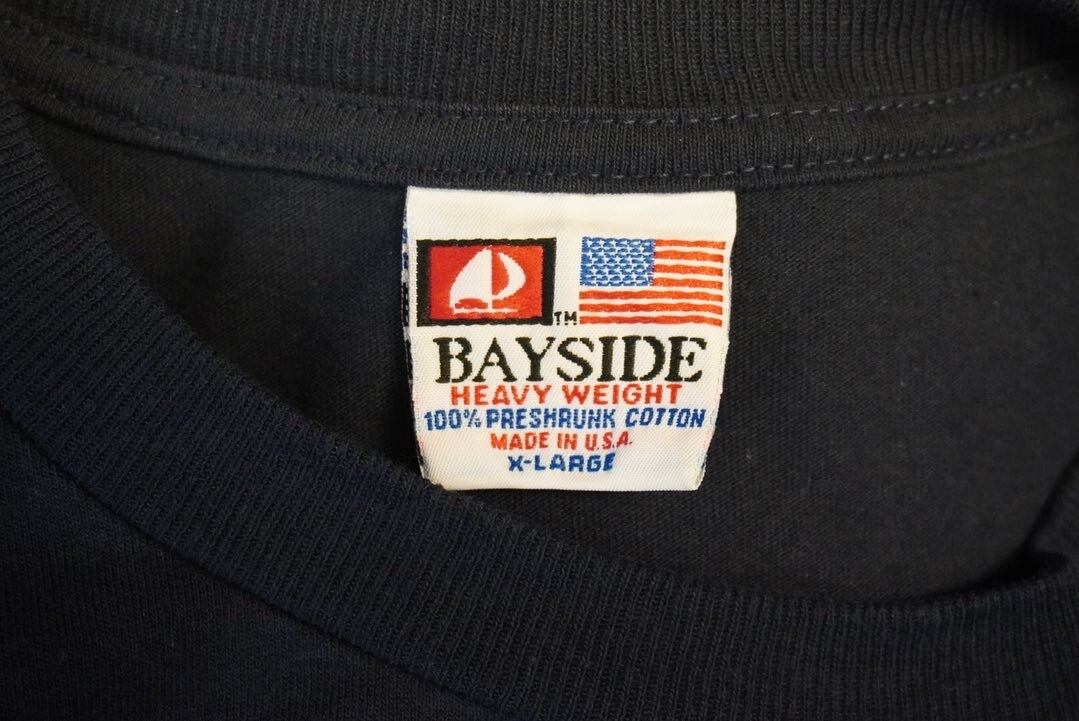 TM
BAYSIDE
HEAVY WEIGHT
100% PRESHRUNK COTTON
MADE IN U.S.A.
X-LARGE